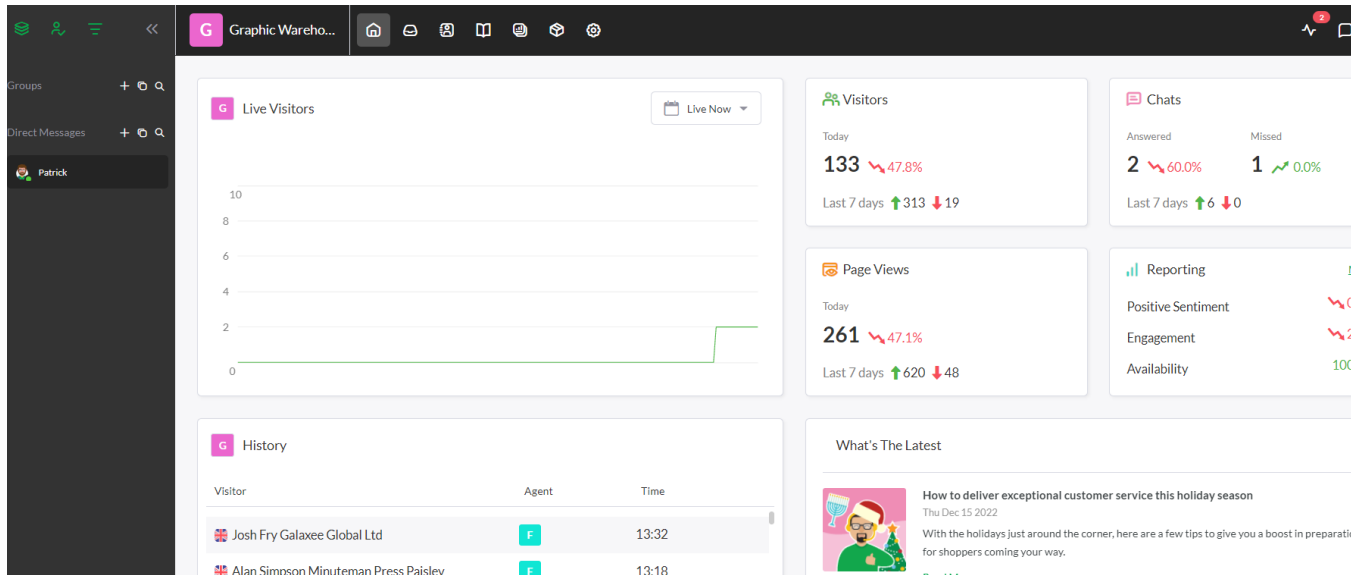 G Graphic Wareho...
2
Groups
Direct Messages
Patrick
G Live Visitors
Live Now
10
8
6
4
2
0
Visitors
Today
133 47.8%
Last 7 days 313 19
Chats
Answered Missed
2 60.0% 1 0.0%
Last 7 days 6 0
Page Views
Today
261 47.1%
Last 7 days 620 48
Reporting
Positive Sentiment
Engagement
Availability 100
G History
Visitor Agent Time
Josh Fry Galaxee Global Ltd F 13:32
Alan Simpson Minuteman Press Paisley F 13:18
What's The Latest
How to deliver exceptional customer service this holiday season
Thu Dec 15 2022
With the holidays just around the corner, here are a few tips to give you a boost in
for shoppers coming your way.